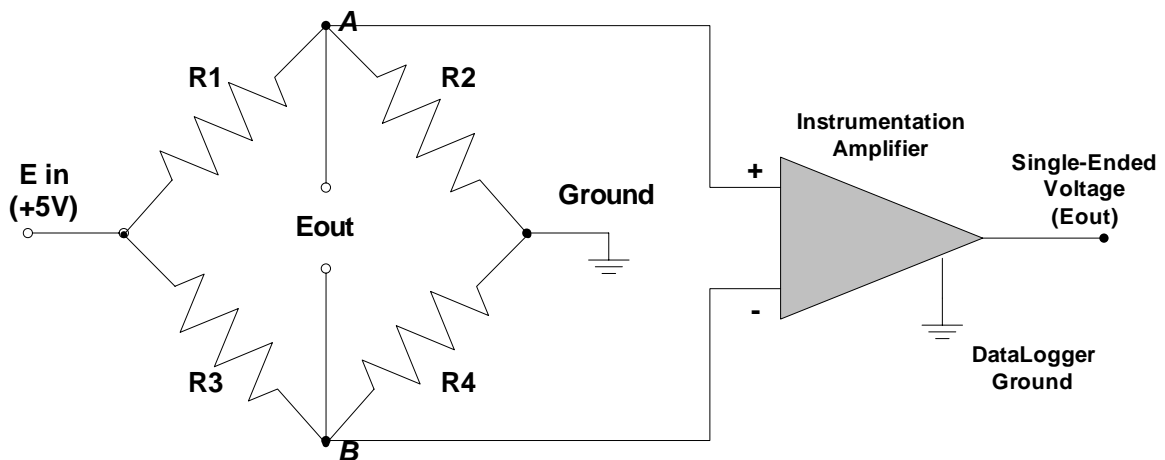 A
R1
R2
Instrumentation
Amplifier
E in
(+5V)
Ground
+
Single-Ended
Voltage
(Eout)
Eout
-
R3
R4
DataLogger
Ground
B